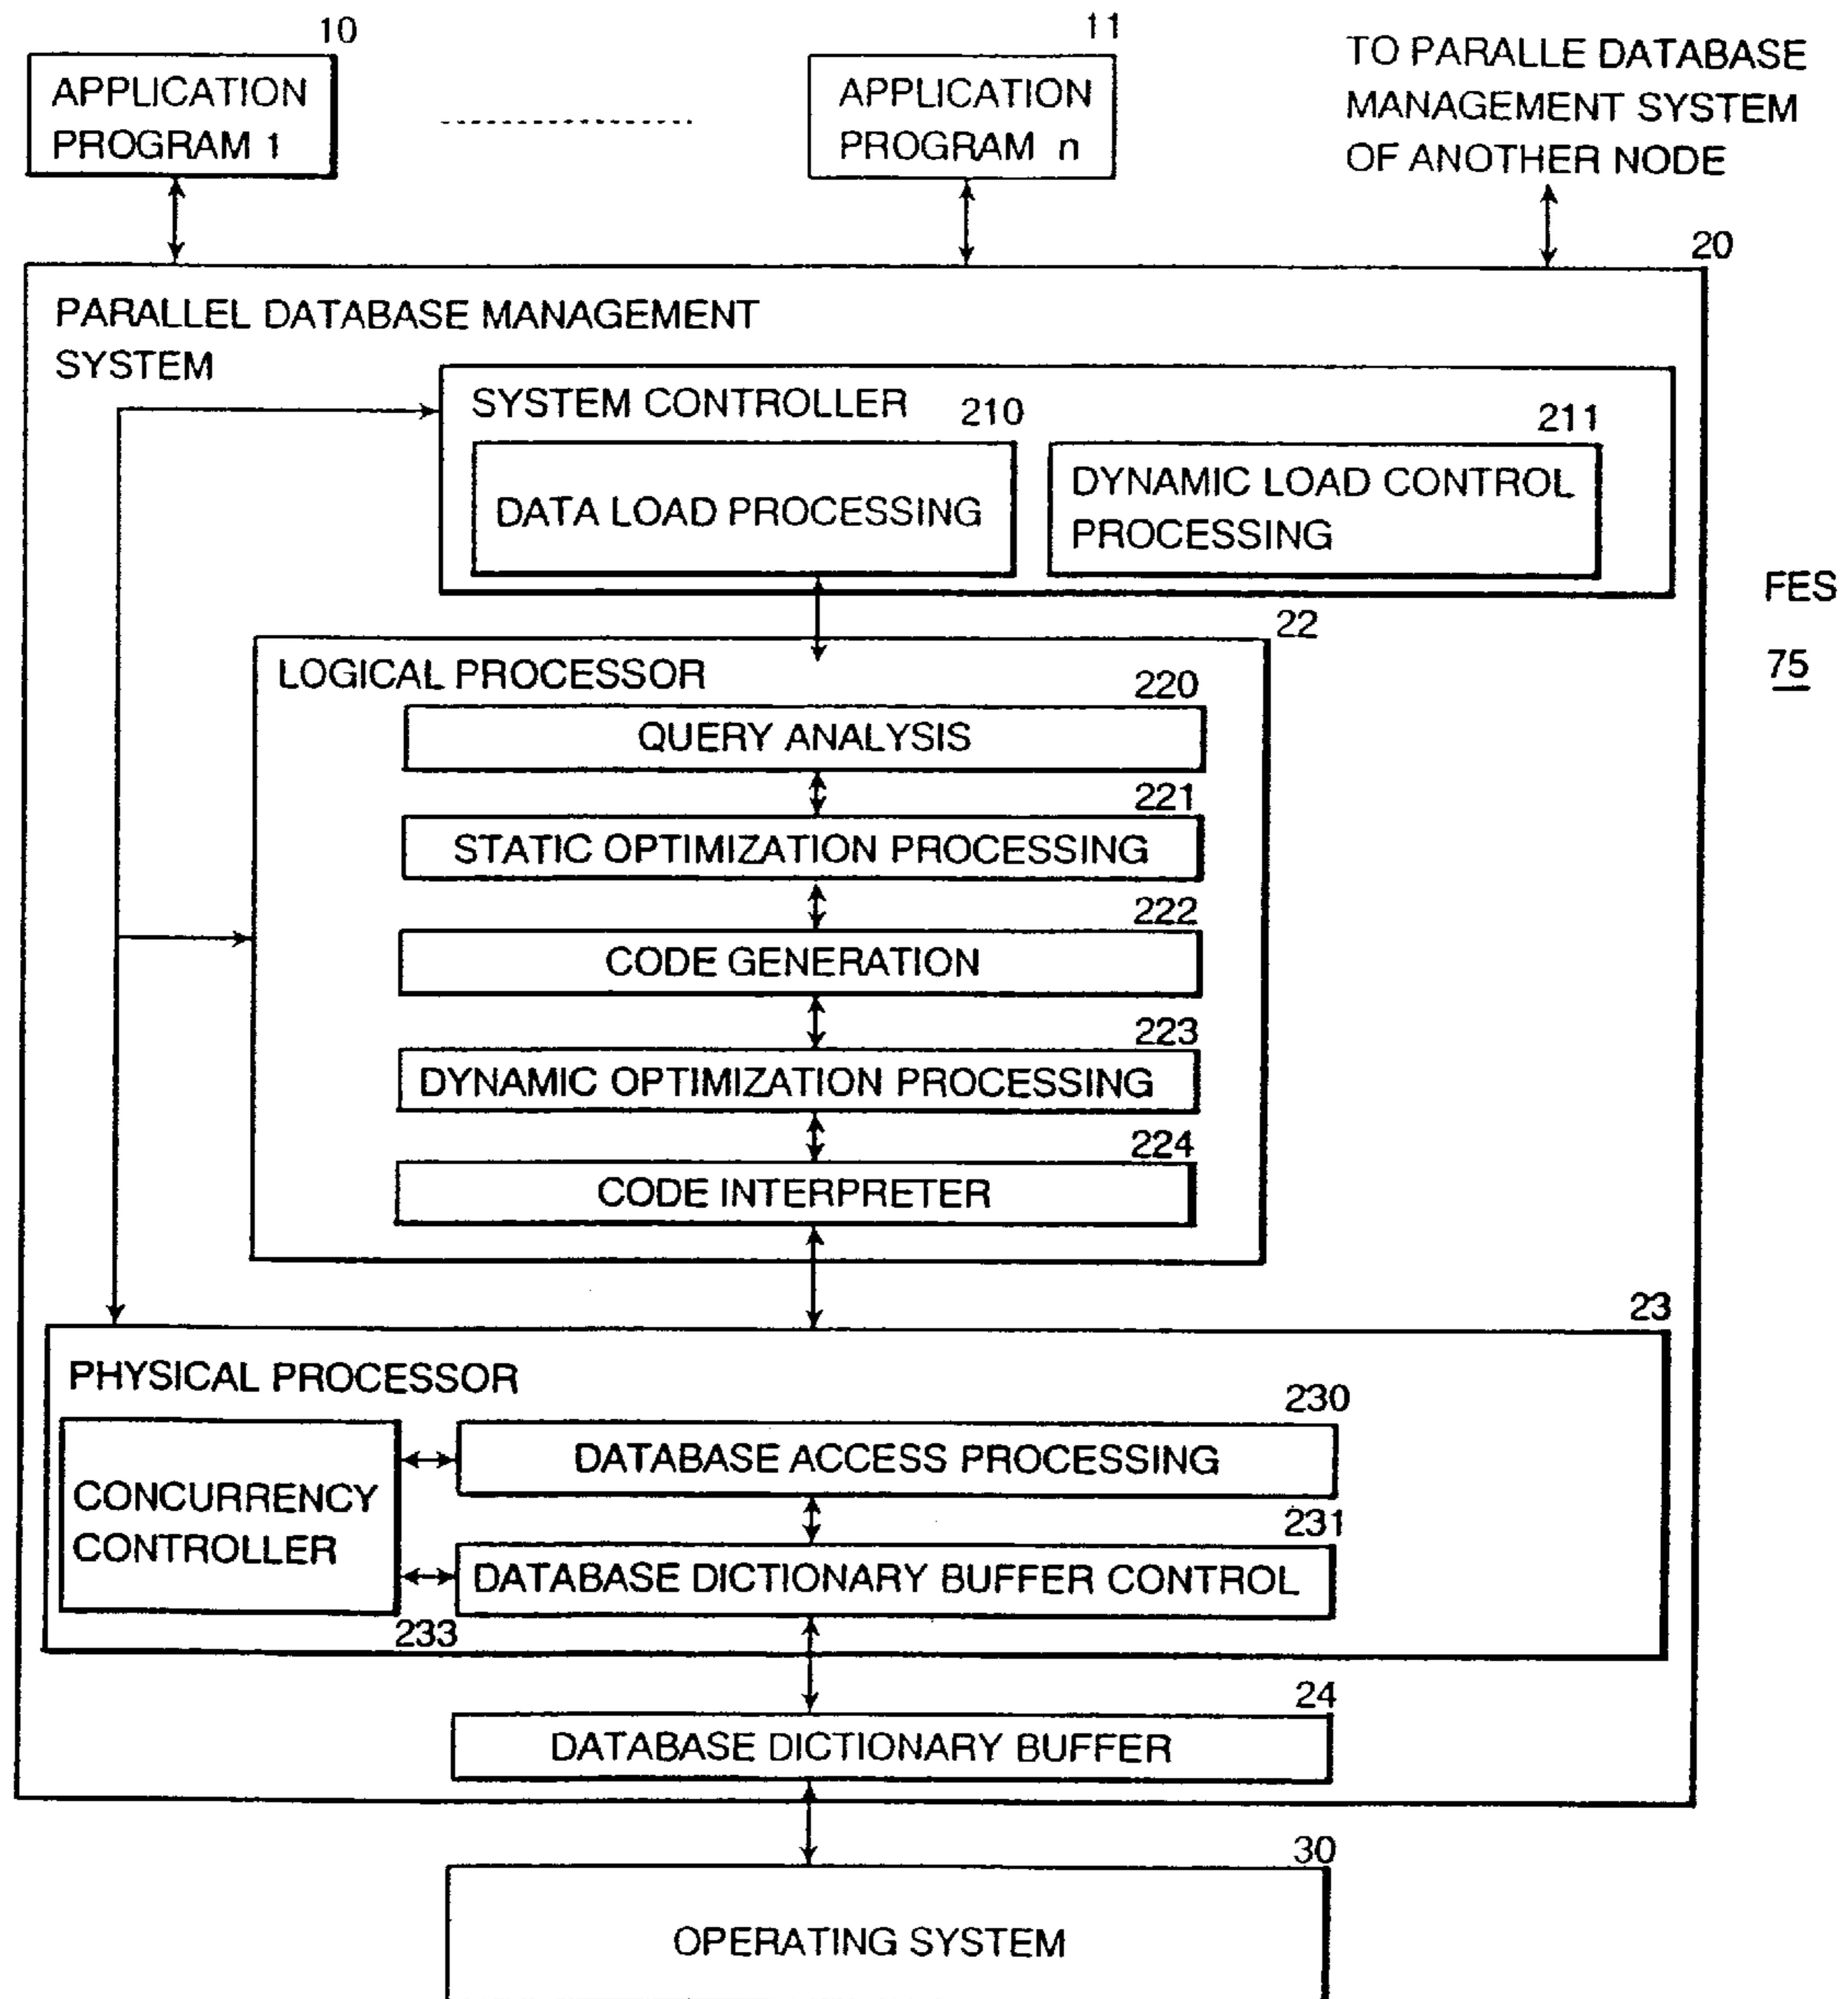 10
APPLICATION
PROGRAM 1
11
APPLICATION
PROGRAM n
TO PARALLE DATABASE
MANAGEMENT SYSTEM
OF ANOTHER NODE
20
PARALLEL DATABASE MANAGEMENT
SYSTEM
SYSTEM CONTROLLER
210
DATA LOAD PROCESSING
211
DYNAMIC LOAD CONTROL
PROCESSING
FES
75
22
LOGICAL PROCESSOR
220
QUERY ANALYSIS
221
STATIC OPTIMIZATION PROCESSING
222
CODE GENERATION
223
DYNAMIC OPTIMIZATION PROCESSING
224
CODE INTERPRETER
23
PHYSICAL PROCESSOR
230
DATABASE ACCESS PROCESSING
CONCURRENCY
CONTROLLER
231
DATABASE DICTIONARY BUFFER CONTROL
233
24
DATABASE DICTIONARY BUFFER
30
OPERATING SYSTEM